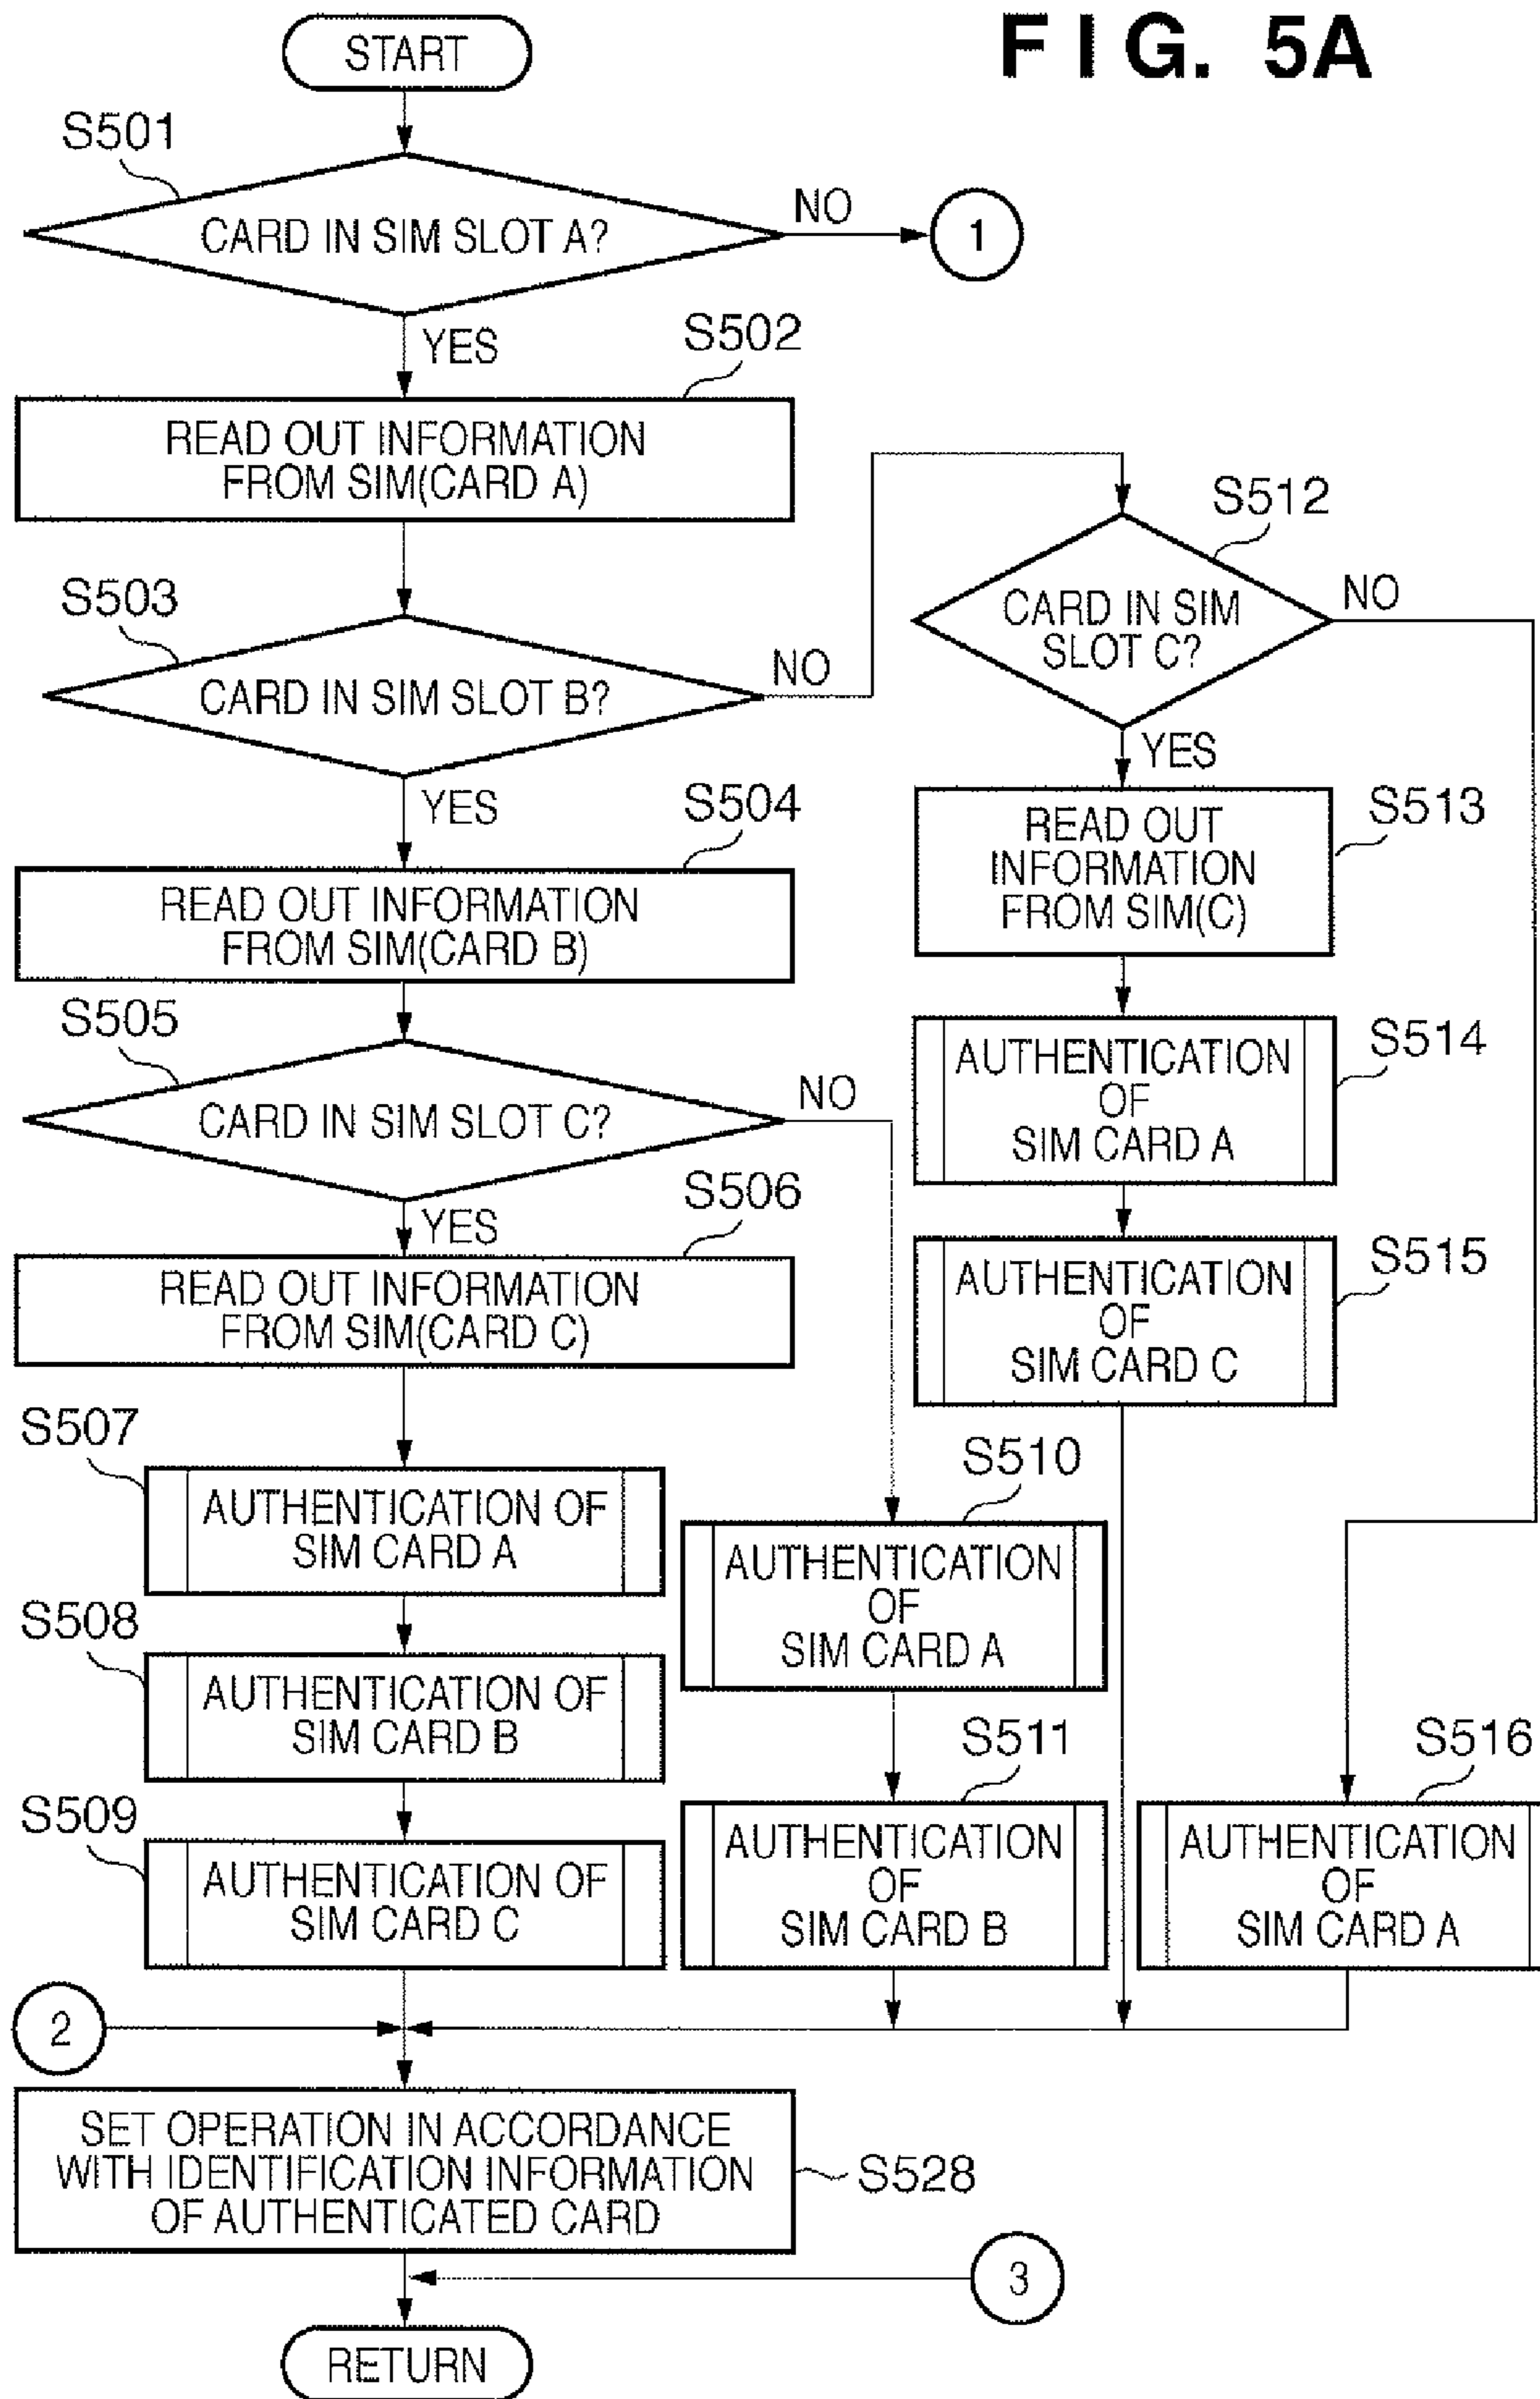 FIG. 5A
START
S501
CARD IN SIM SLOT A?
NO
1
YES
S502
READ OUT INFORMATION
FROM SIM(CARD A)
S503
CARD IN SIM SLOT B?
NO
YES
S504
READ OUT INFORMATION
FROM SIM(CARD B)
S505
CARD IN SIM SLOT C?
NO
YES
S506
READ OUT INFORMATION
FROM SIM(CARD C)
S507
AUTHENTICATION OF
SIM CARD A
S508
AUTHENTICATION OF
SIM CARD B
S509
AUTHENTICATION OF
SIM CARD C
S510
AUTHENTICATION
OF
SIM CARD A
S511
AUTHENTICATION
OF
SIM CARD B
S512
CARD IN SIM
SLOT C?
NO
YES
S513
READ OUT
INFORMATION
FROM SIM(C)
S514
AUTHENTICATION
OF
SIM CARD A
S515
AUTHENTICATION
OF
SIM CARD C
S516
AUTHENTICATION
OF
SIM CARD A
2
SET OPERATION IN ACCORDANCE
WITH IDENTIFICATION INFORMATION
OF AUTHENTICATED CARD
S528
3
RETURN